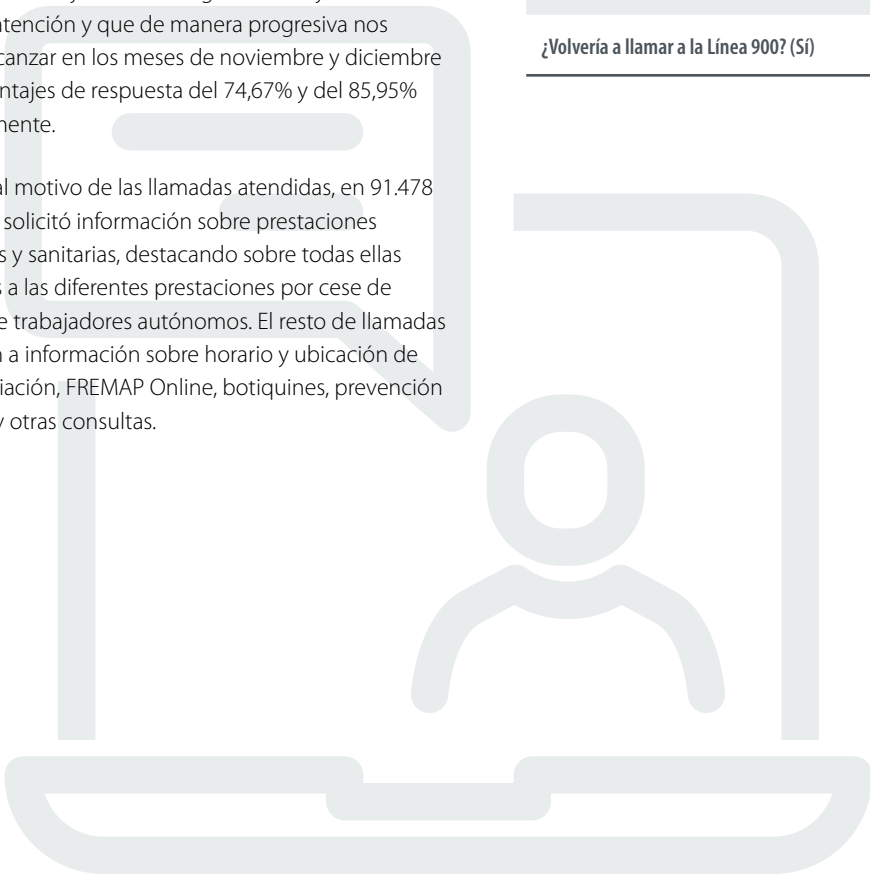 atención y que de manera progresiva nos
canzar en los meses de noviembre y diciembre
ntajes de respuesta del 74,67% y del 85,95%
mente.
al motivo de las llamadas atendidas, en 91.478
solicitó información sobre prestaciones
s y sanitarias, destacando sobre todas ellas
s a las diferentes prestaciones por cese de
e trabajadores autónomos. El resto de llamadas
n a información sobre horario y ubicación de
iación, FREMAP Online, botiquines, prevención
y otras consultas.
¿Volvería a llamar a la Línea 900? (Sí)